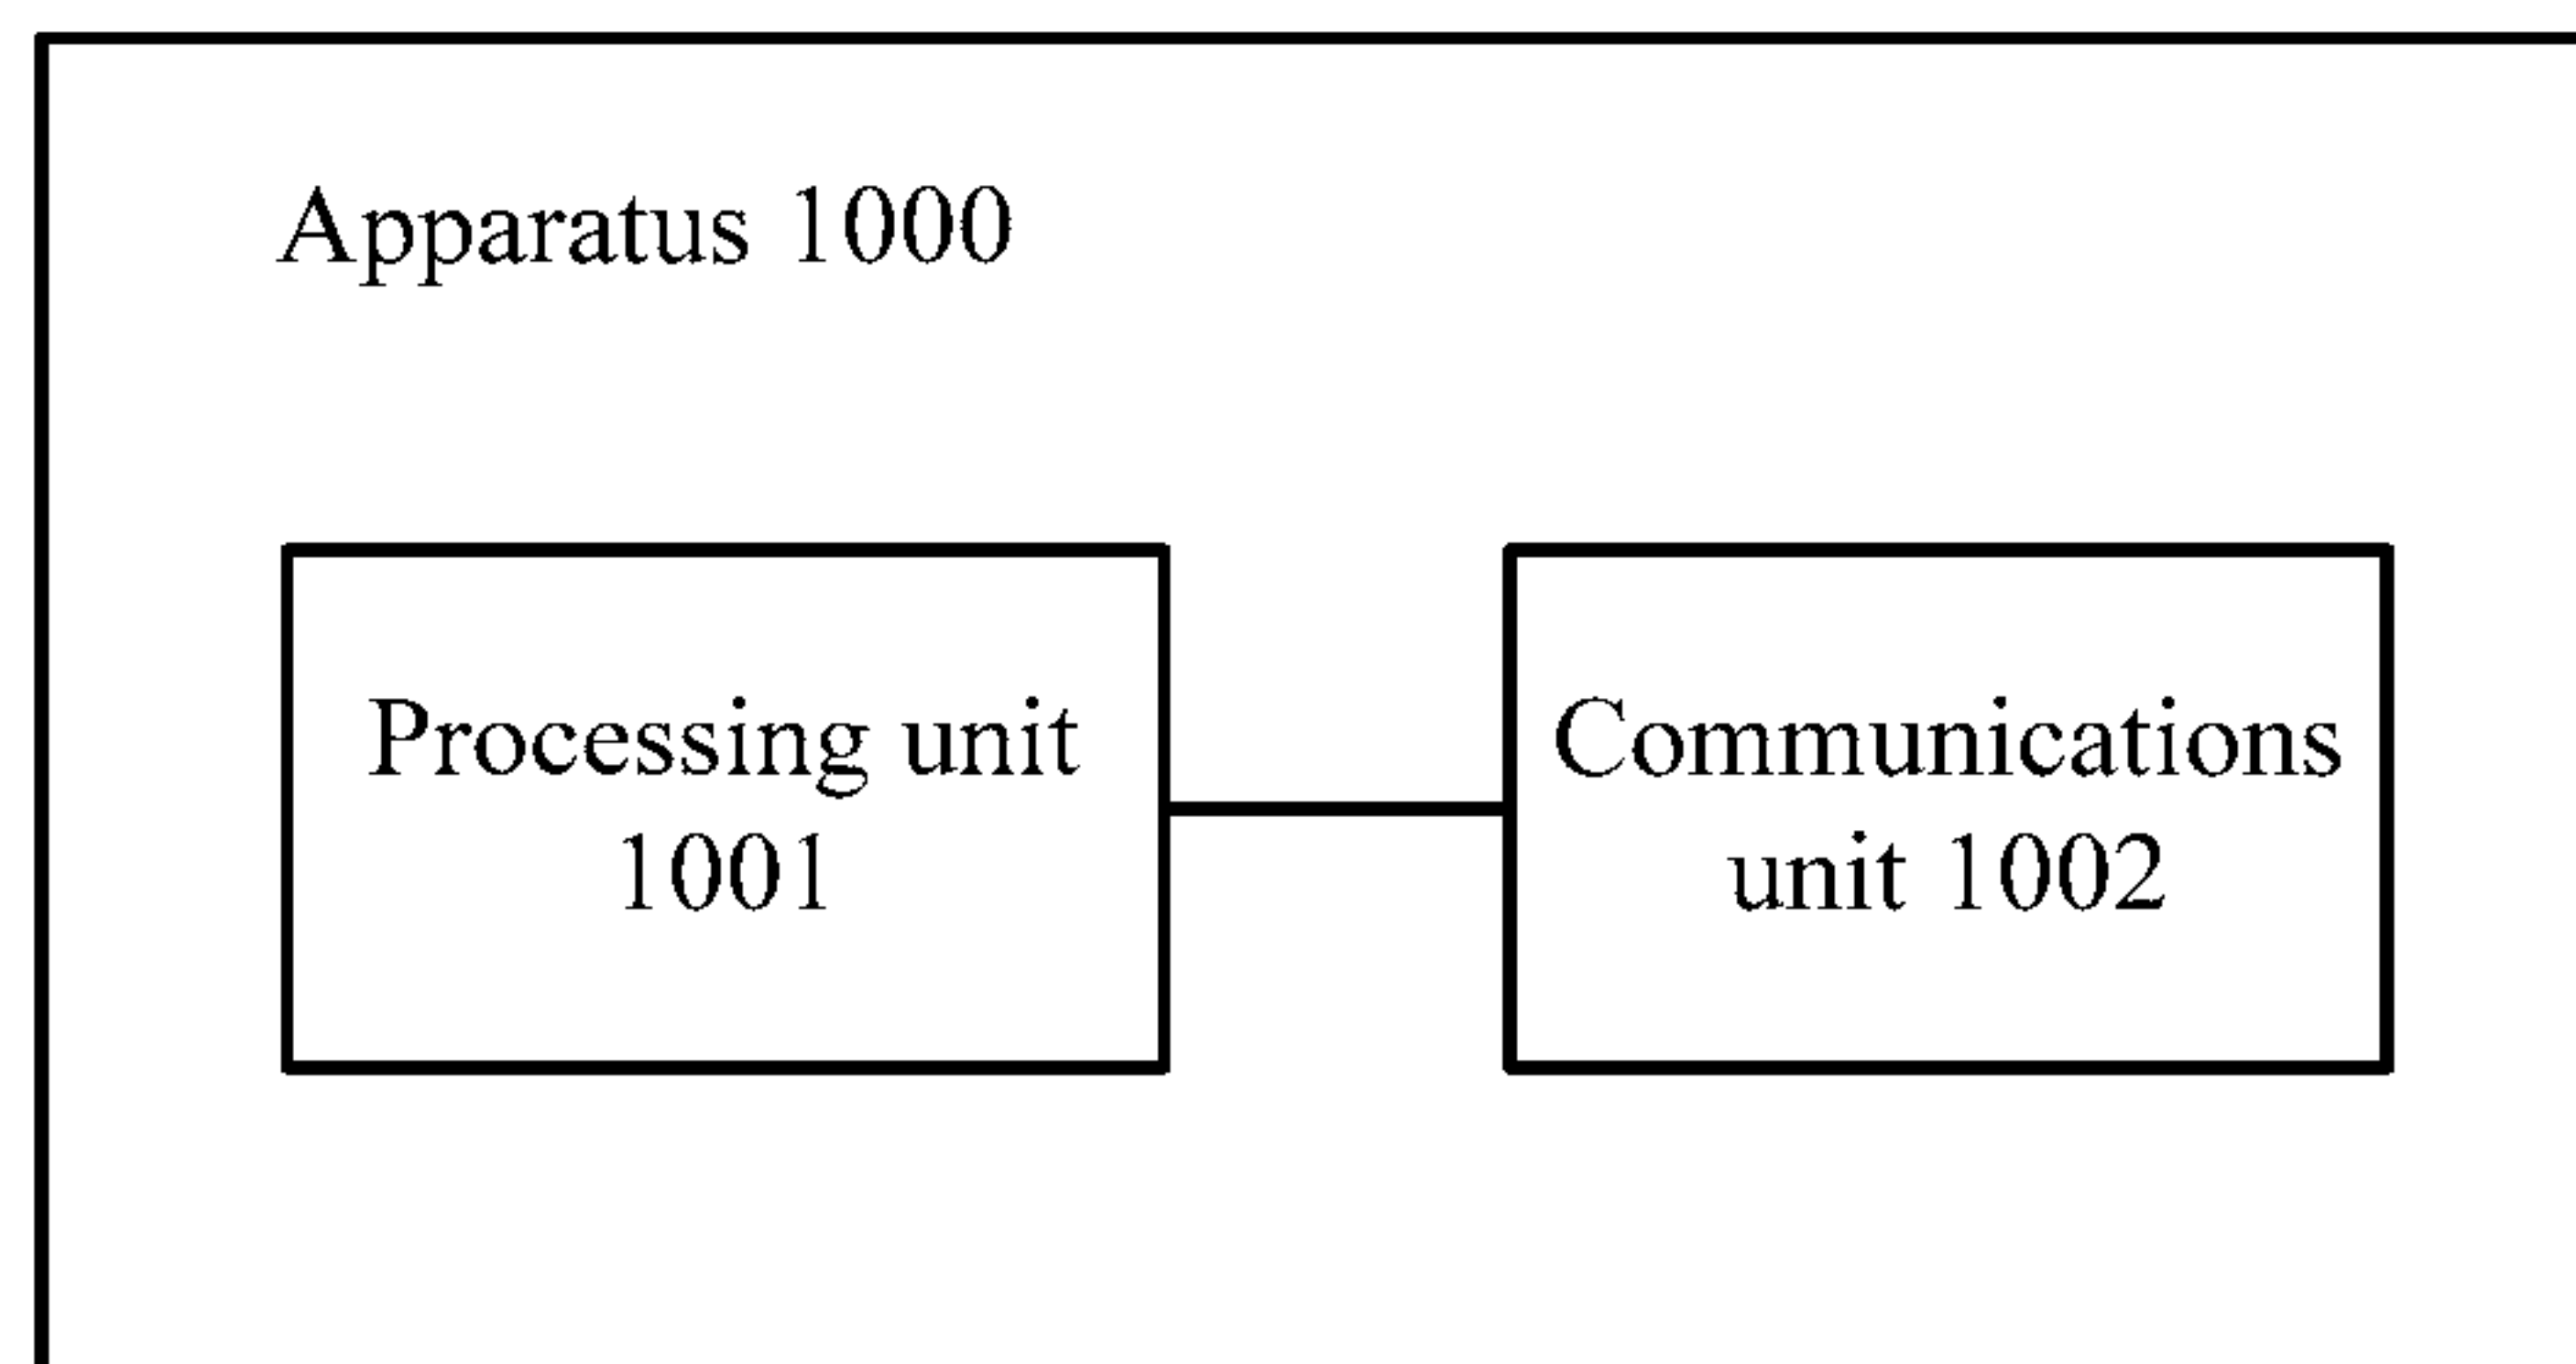 Apparatus 1000
Processing unit
1001
Communications
unit 1002